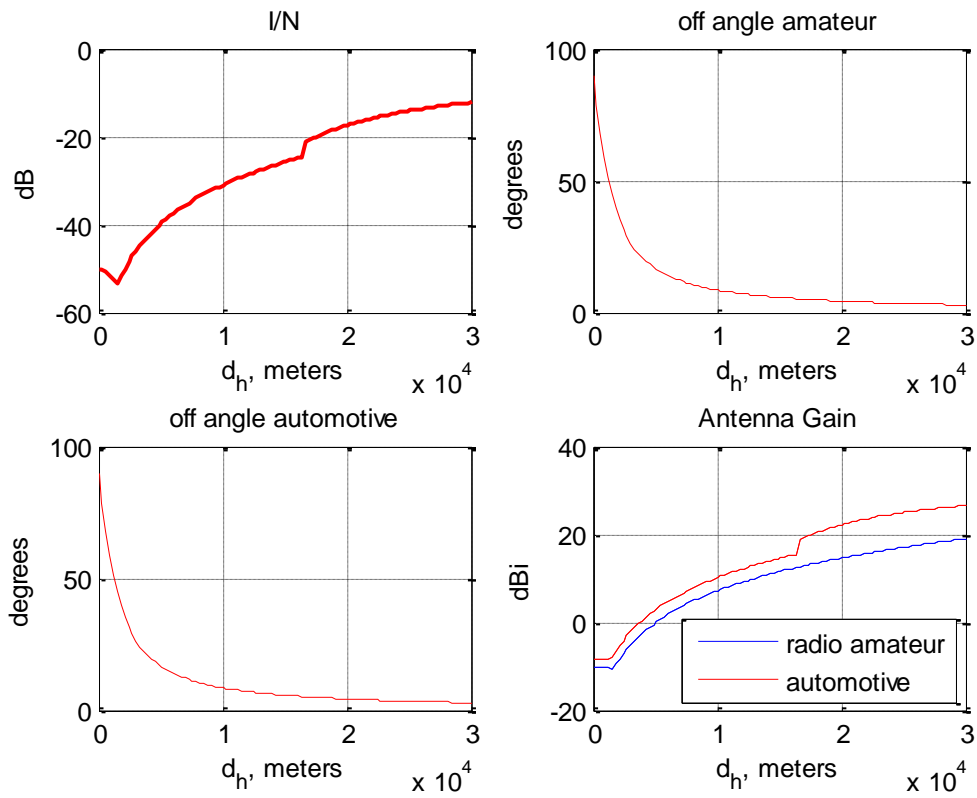 I/N
0
-20
-40
-60
dB
0 1 2 3
d_h, meters
x 10^4
off angle amateur
100
50
0
degrees
0 1 2 3
d_h, meters
x 10^4
off angle automotive
100
50
0
degrees
0 1 2 3
d_h, meters
x 10^4
Antenna Gain
40
20
0
-20
dBi
radio amateur
automotive
0 1 2 3
d_h, meters
x 10^4